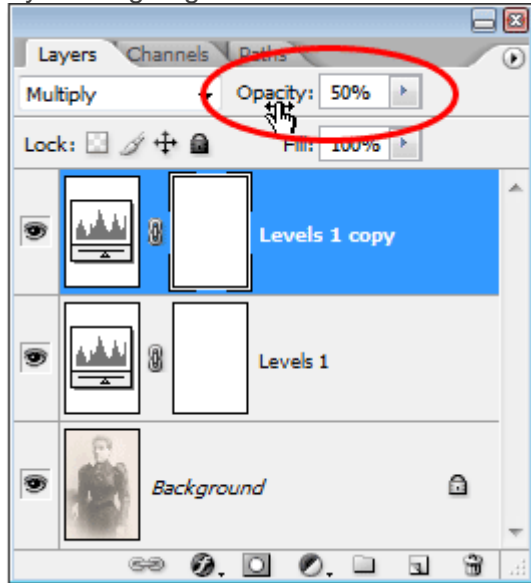 Layers Channels Paths
Multiply Opacity: 50%
Lock: Fill: 100%
Levels 1 copy
Levels 1
Background